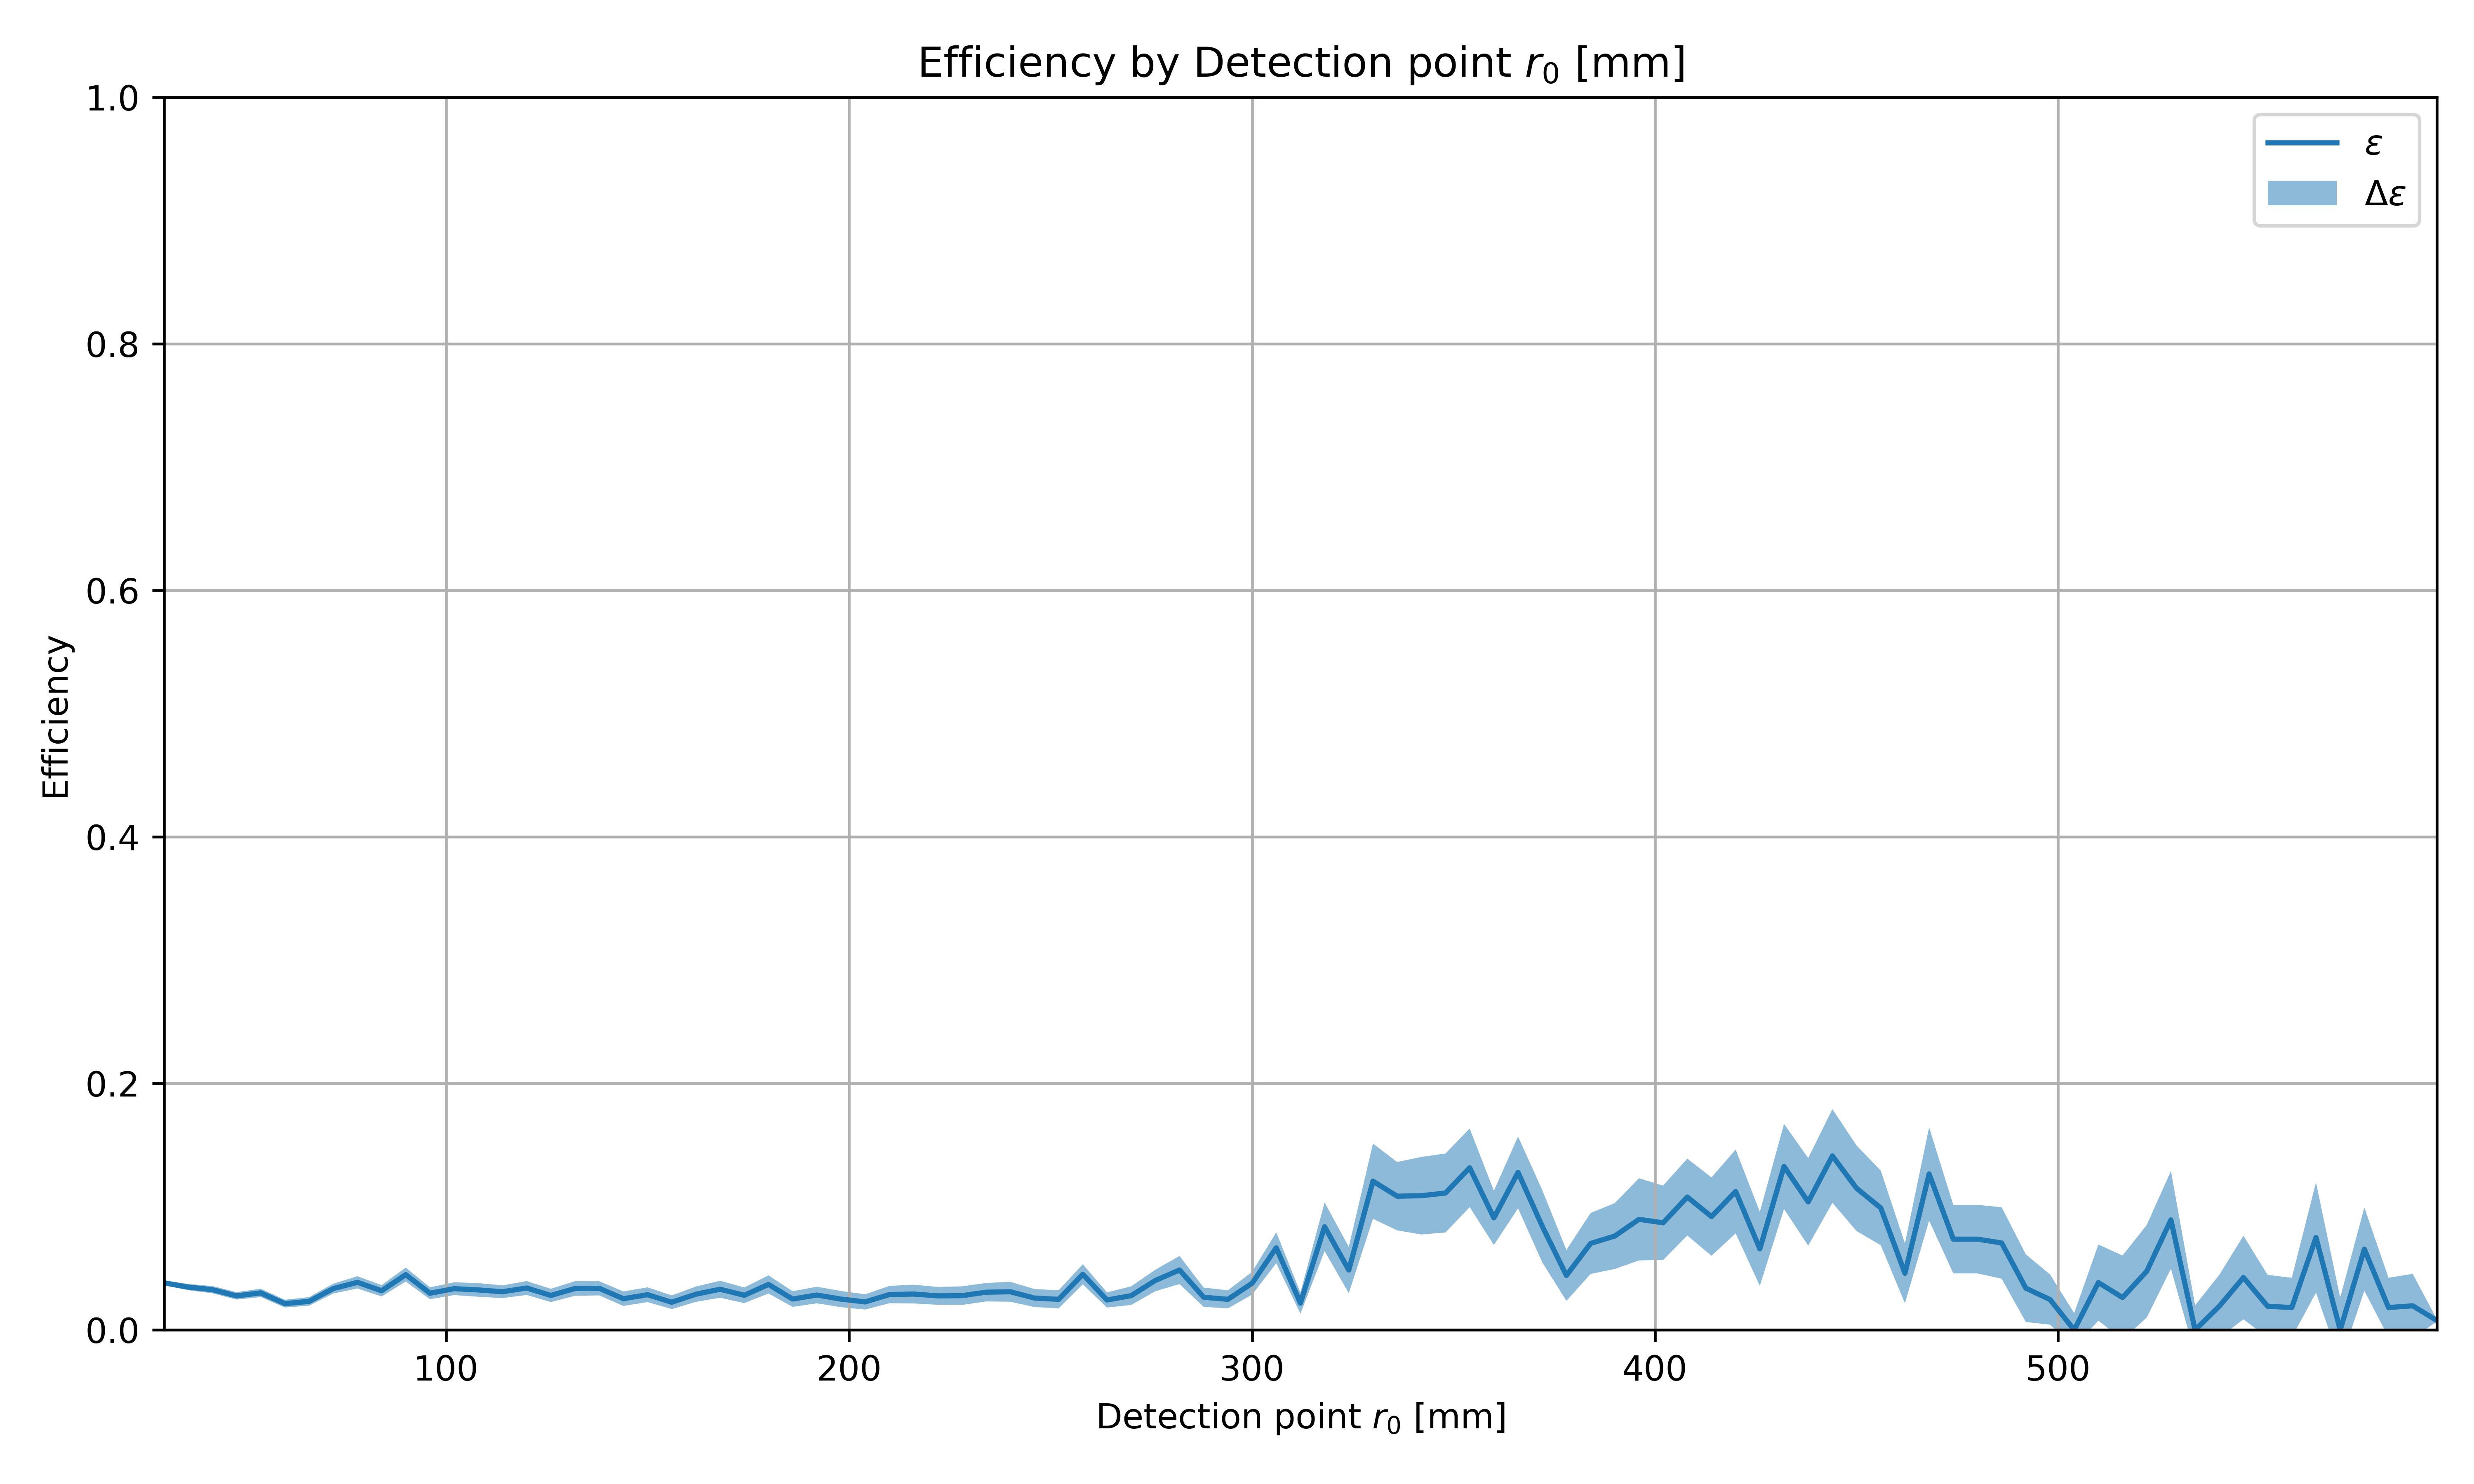 Efficiency by Detection point r₀ [mm]
1.0
0.8
0.6
0.4
0.2
0.0
Efficiency
ε
Δε
100
200
300
400
500
Detection point r₀ [mm]